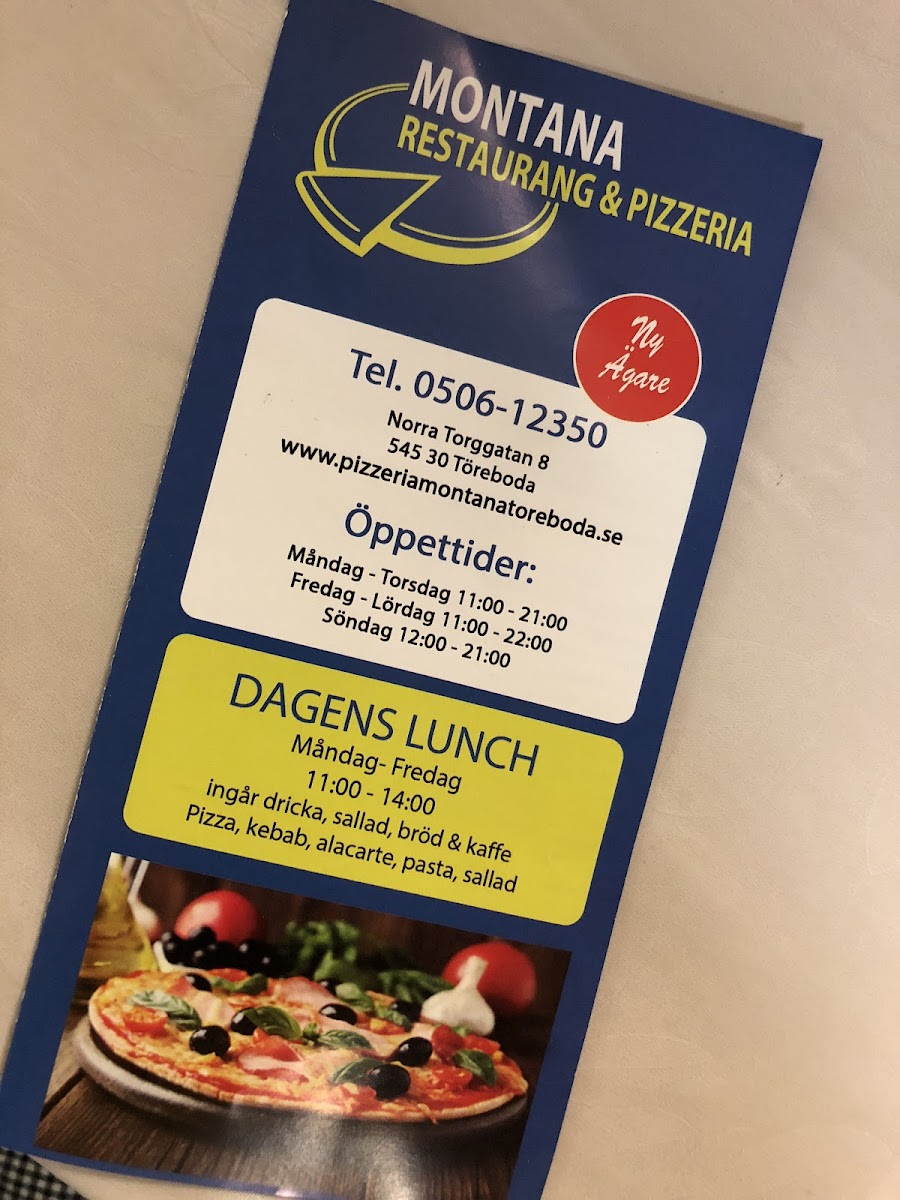 MONTANA
RESTAURANG & PIZZERIA
Ny
Ägare
Tel. 0506-12350
Norra Torggatan 8
545 30 Töreboda
www.pizzeriamontanatoreboda.se
Öppettider:
Måndag - Torsdag 11:00 - 21:00
Fredag - Lördag 11:00 - 22:00
Söndag 12:00 - 21:00
DAGENS LUNCH
Måndag- Fredag
11:00 - 14:00
ingår dricka, sallad, bröd & kaffe
Pizza, kebab, alacarte, pasta, sallad